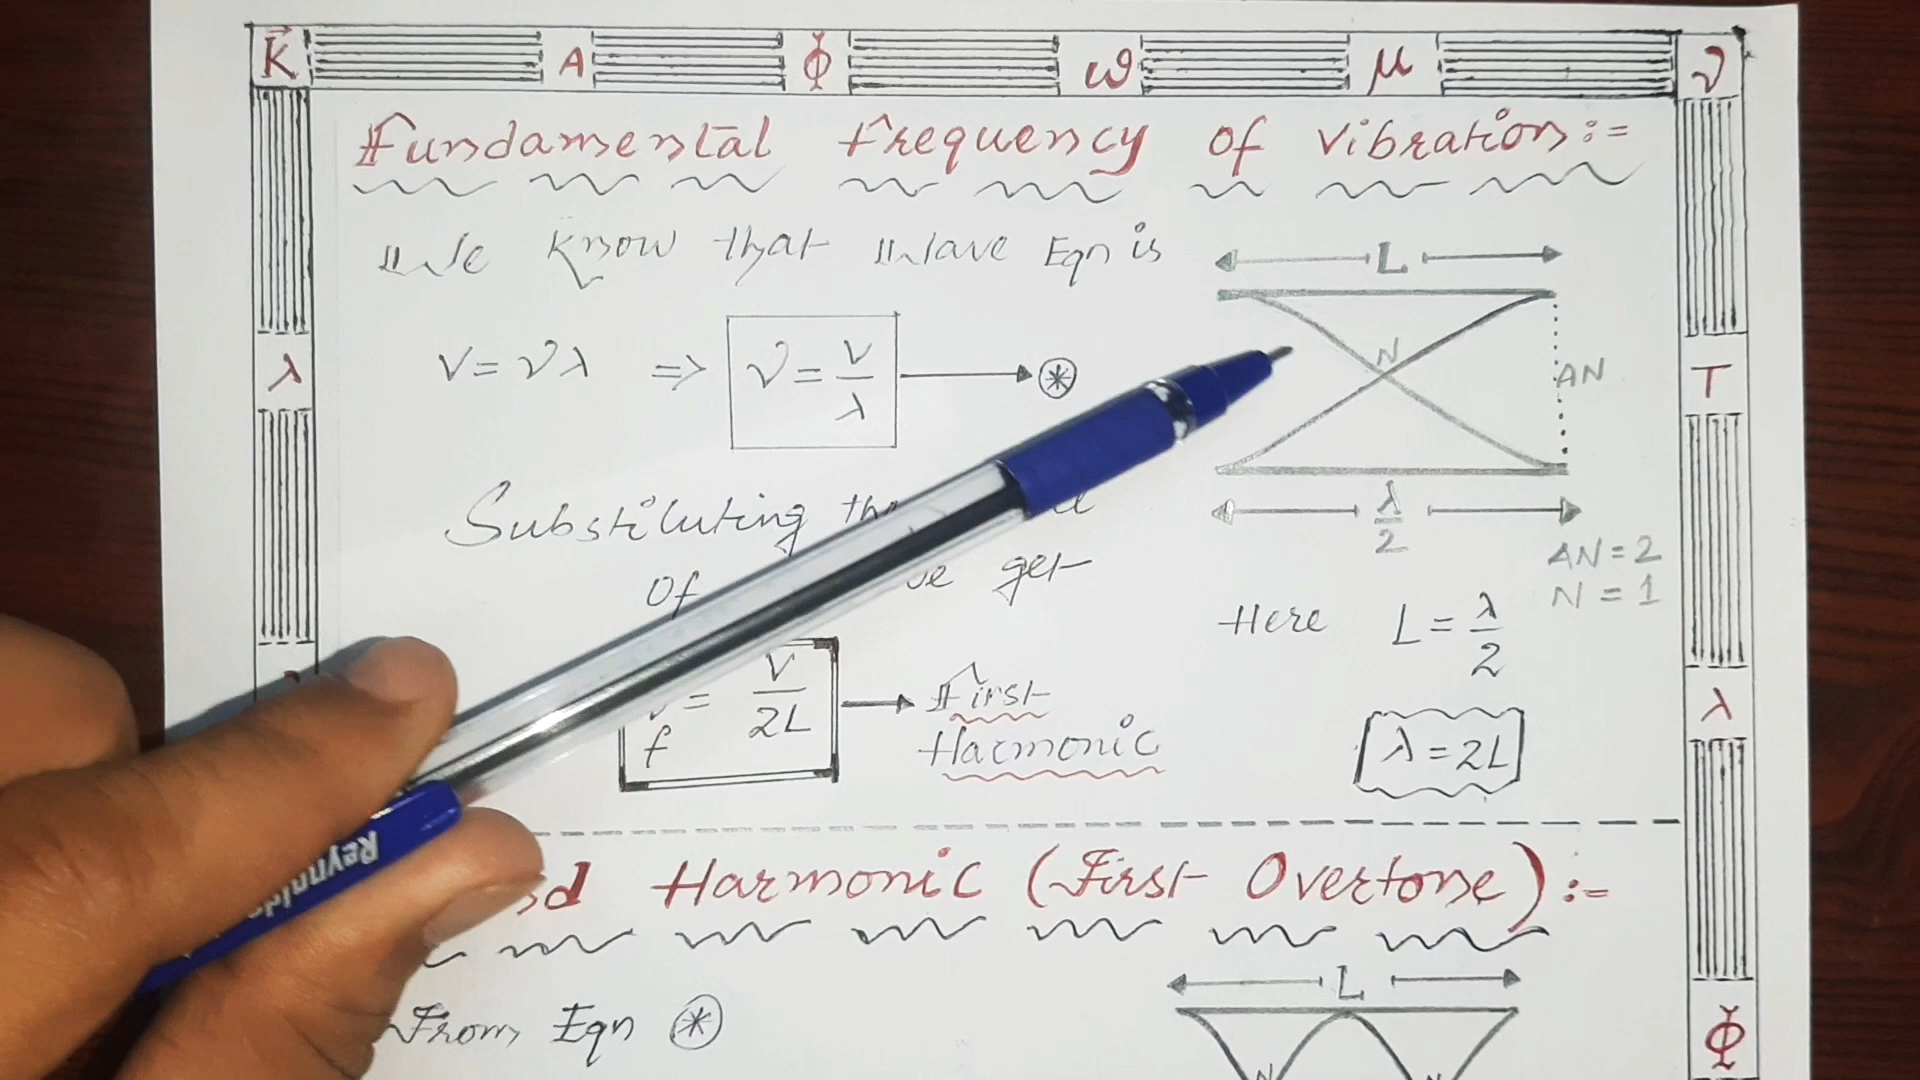 K A Φ ω μ ν
Fundamental frequency of vibration:=
We Know that Wave Eqn is
V = νλ => ν = V/λ → ⊛
Substituting
Of get
f = V/2L → First
Harmonic
L
N
AN
λ/2
AN = 2
N = 1
Here L = λ/2
λ = 2L
Harmonic (First Overtone):=
From Eqn ⊛
L
N N
λ
T
λ
Φ
Reynolds